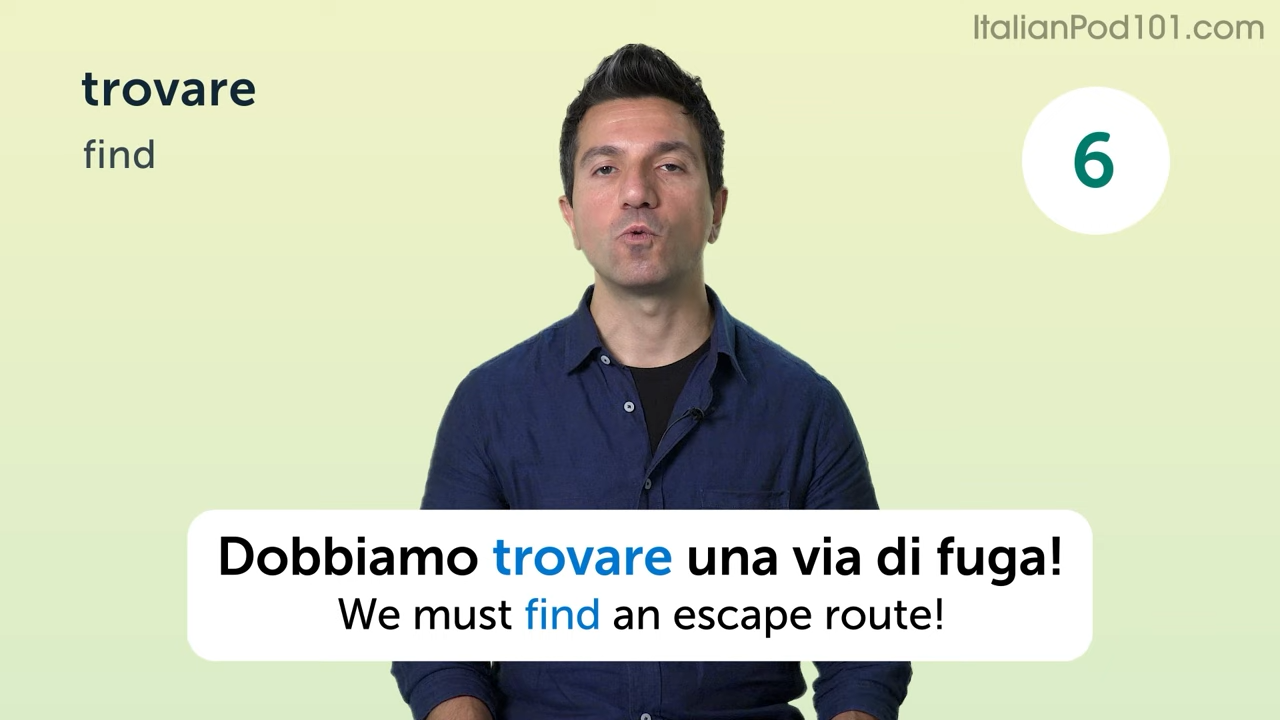 ItalianPod101.com
trovare
find
6
Dobbiamo trovare una via di fuga!
We must find an escape route!